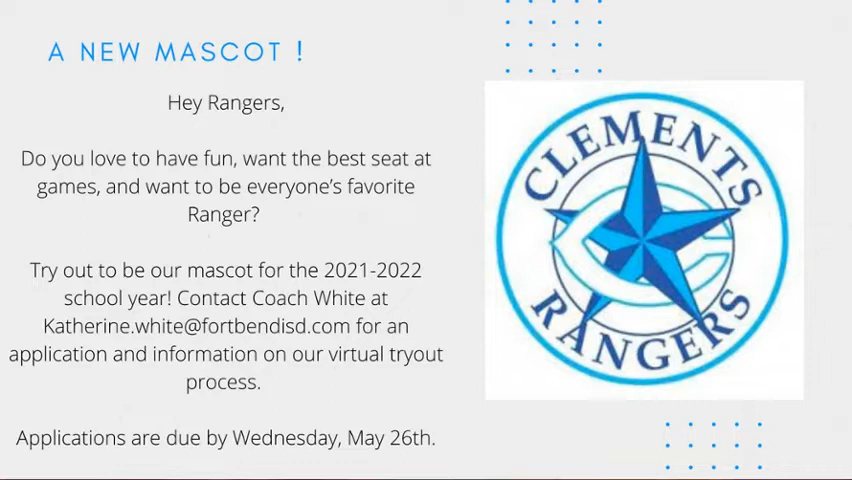 A NEW MASCOT !
Hey Rangers,
Do you love to have fun, want the best seat at
games, and want to be everyone's favorite
Ranger?
Try out to be our mascot for the 2021-2022
school year! Contact Coach White at
Katherine.white@fortbendisd.com for an
application and information on our virtual tryout
process.
Applications are due by Wednesday, May 26th.
CLEMENTS
C
RANGERS